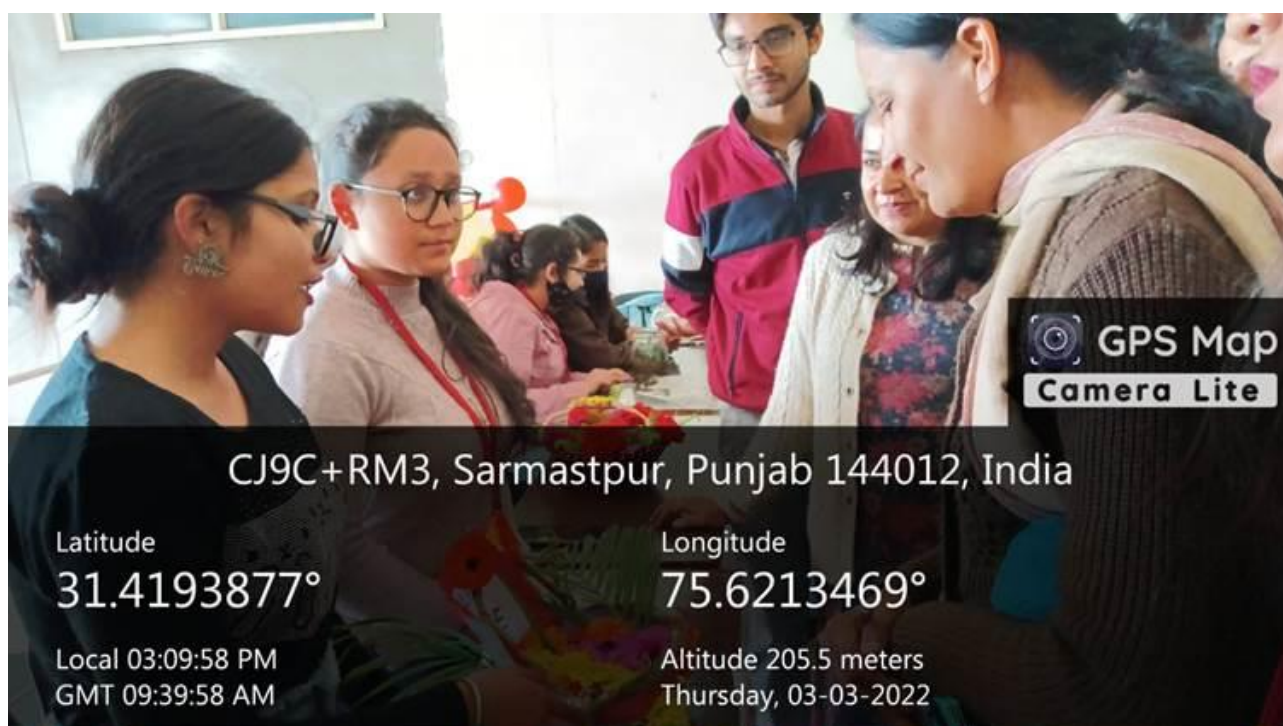 GPS Map
Camera Lite
CJ9C+RM3, Sarmastpur, Punjab 144012, India
Latitude
31.4193877°
Longitude
75.6213469°
Local 03:09:58 PM
GMT 09:39:58 AM
Altitude 205.5 meters
Thursday, 03-03-2022